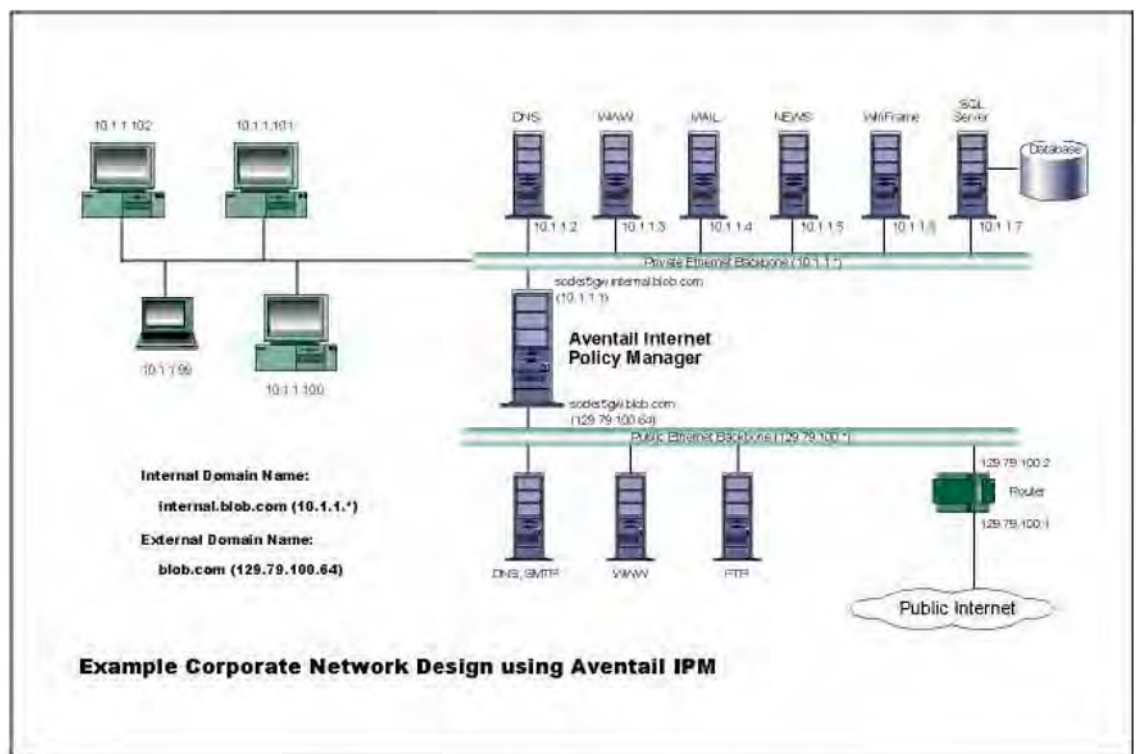 10.1.1.102
10.1.1.101
DNS
WWW
MAIL
NEWS
WinFrame
SQL
Server
Database
10.1.1.2
10.1.1.3
10.1.1.4
10.1.1.5
10.1.1.6
10.1.1.7
Private Ethernet Backbone (10.1.1.*)
socks5gw.internal.blob.com
(10.1.1.1)
Aventail Internet
Policy Manager
10.1.1.99
10.1.1.100
socks5gw.blob.com
(129.79.100.64)
Public Ethernet Backbone (129.79.100.*)
Internal Domain Name:
internal.blob.com (10.1.1.*)
External Domain Name:
blob.com (129.79.100.64)
129.79.100.2
Router
129.79.100.1
DNS, SMTP
WWW
FTP
Public Internet
Example Corporate Network Design using Aventail IPM